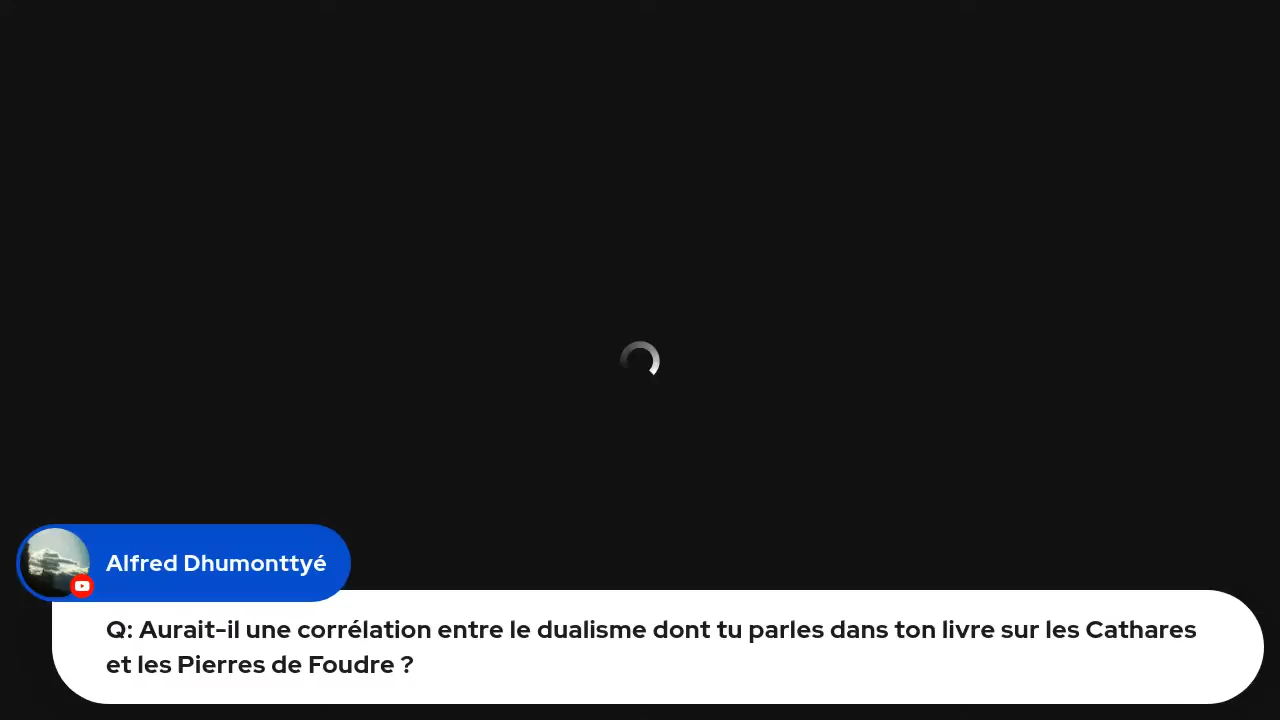 Alfred Dhumonttyé
Q: Aurait-il une corrélation entre le dualisme dont tu parles dans ton livre sur les Cathares
et les Pierres de Foudre ?